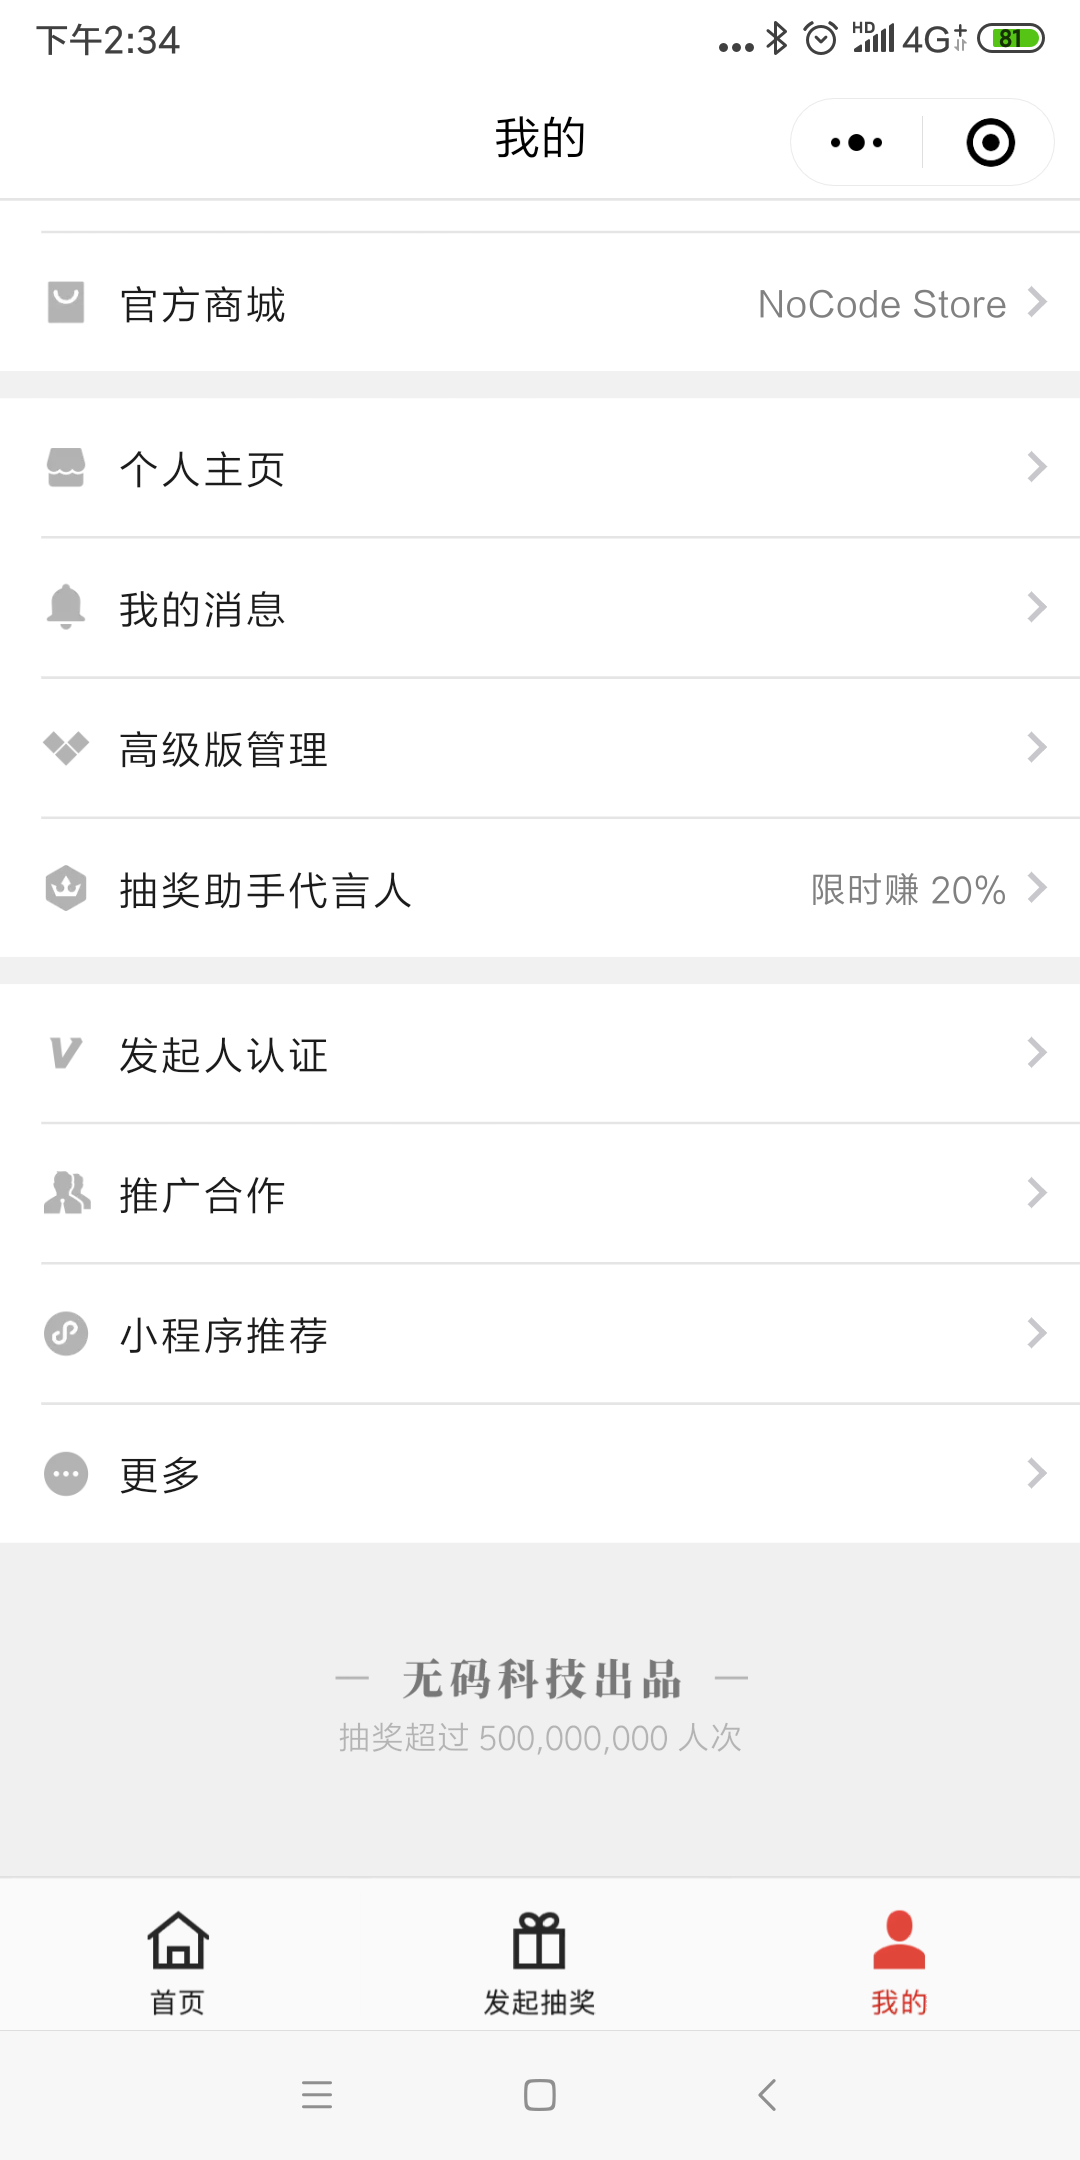 下午2:34
HD 4G+ 81
我的
官方商城 NoCode Store
个人主页
我的消息
高级版管理
抽奖助手代言人 限时赚 20%
发起人认证
推广合作
小程序推荐
更多
— 无码科技出品 —
抽奖超过 500,000,000 人次
首页 发起抽奖 我的